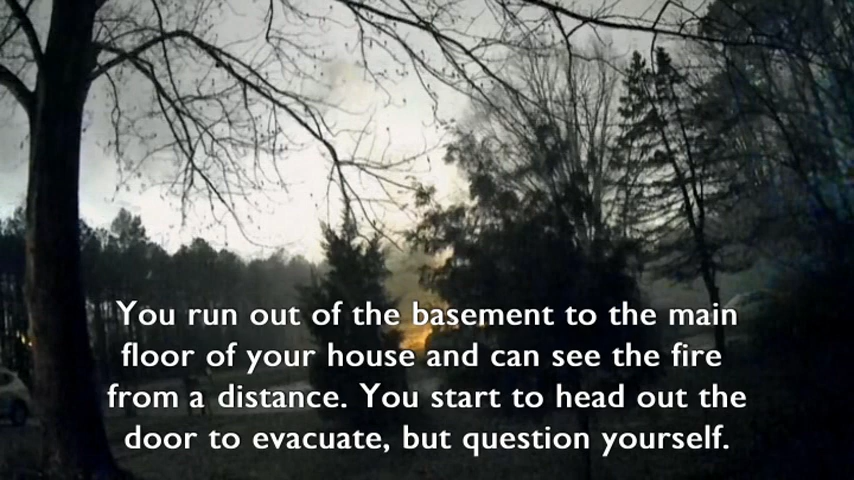 You run out of the basement to the main
floor of your house and can see the fire
from a distance. You start to head out the
door to evacuate, but question yourself.